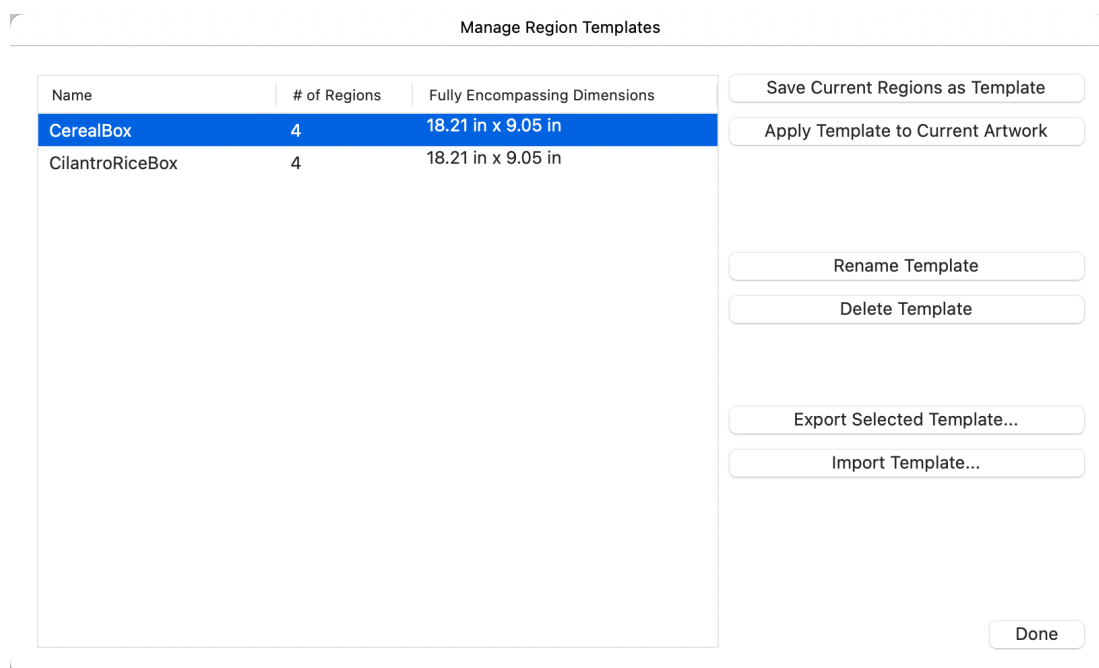 Manage Region Templates
Name # of Regions Fully Encompassing Dimensions
CerealBox 4 18.21 in x 9.05 in
CilantroRiceBox 4 18.21 in x 9.05 in
Save Current Regions as Template
Apply Template to Current Artwork
Rename Template
Delete Template
Export Selected Template...
Import Template...
Done